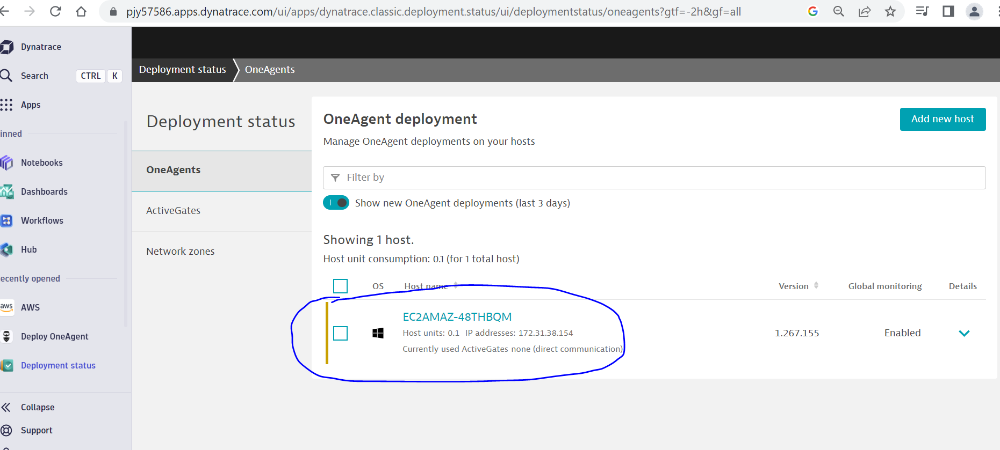 pjy57586.apps.dynatrace.com/ui/apps/dynatrace.classic.deployment.status/ui/deploymentstatus/oneagents?gtf=-2h&gf=all
Dynatrace
Search CTRL K
Apps
inned
Notebooks
Dashboards
Workflows
Hub
ecently opened
aws AWS
Deploy OneAgent
Deployment status
Collapse
Support
Deployment status OneAgents
Deployment status
OneAgents
ActiveGates
Network zones
OneAgent deployment
Add new host
Manage OneAgent deployments on your hosts
Filter by
Show new OneAgent deployments (last 3 days)
Showing 1 host.
Host unit consumption: 0.1 (for 1 total host)
OS Host name Version Global monitoring Details
EC2AMAZ-48THBQM
Host units: 0.1 IP addresses: 172.31.38.154
Currently used ActiveGates none (direct communication)
1.267.155 Enabled